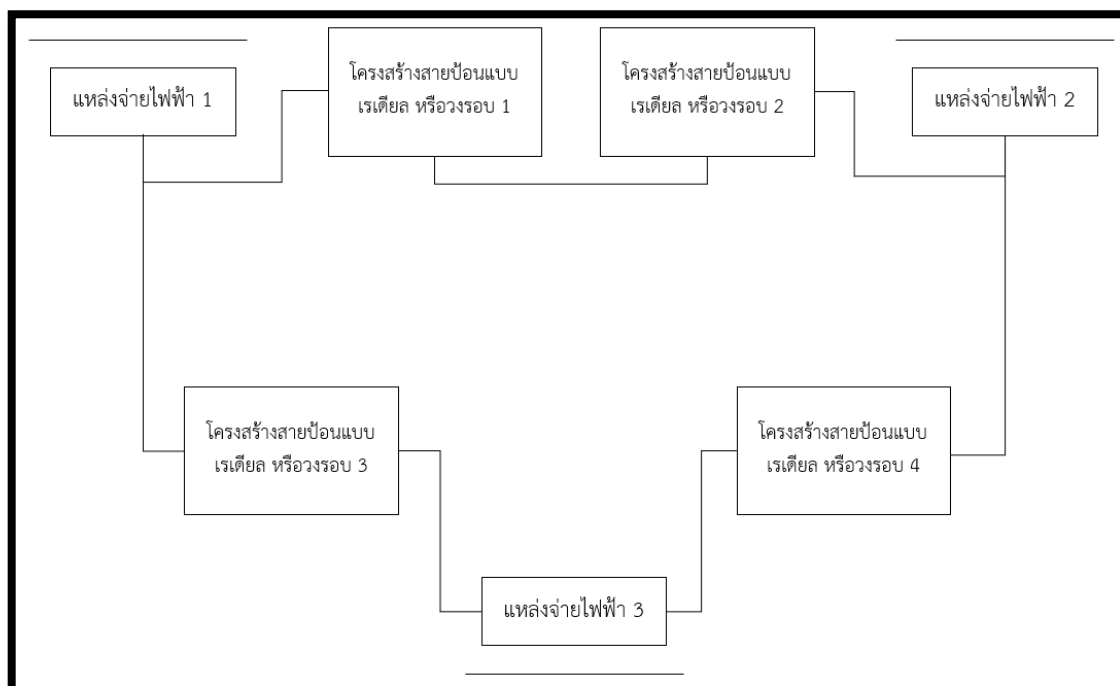 แหล่งจ่ายไฟฟ้า 1
โครงสร้างสายป้อนแบบ
เรเดียล หรือวงรอบ 1
โครงสร้างสายป้อนแบบ
เรเดียล หรือวงรอบ 2
แหล่งจ่ายไฟฟ้า 2
โครงสร้างสายป้อนแบบ
เรเดียล หรือวงรอบ 3
โครงสร้างสายป้อนแบบ
เรเดียล หรือวงรอบ 4
แหล่งจ่ายไฟฟ้า 3